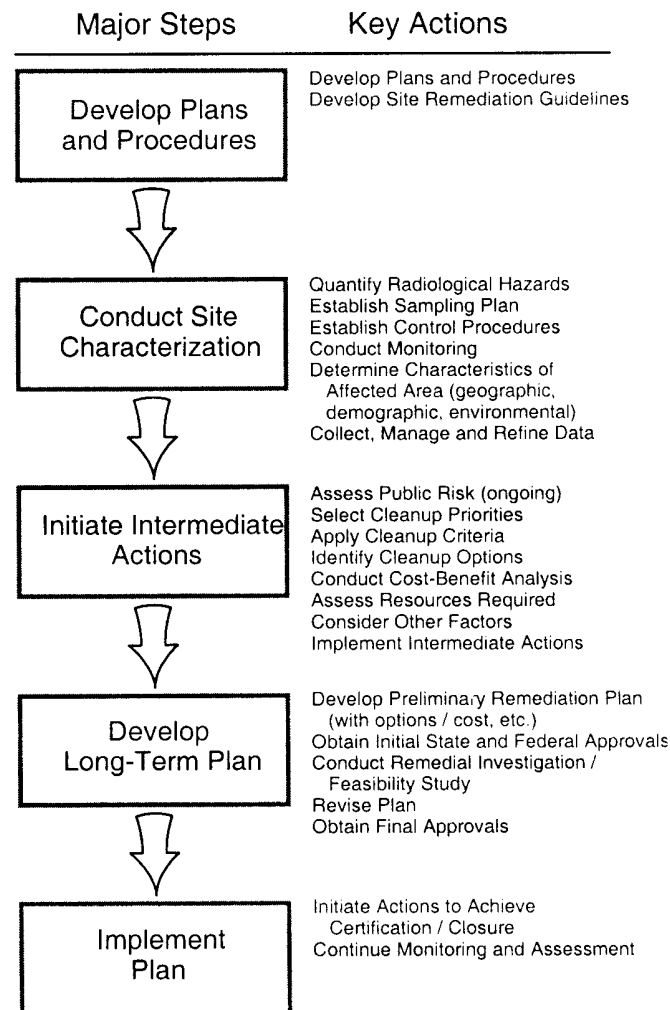 Major Steps Key Actions
Develop Plans
and Procedures
Develop Plans and Procedures
Develop Site Remediation Guidelines
Conduct Site
Characterization
Quantify Radiological Hazards
Establish Sampling Plan
Establish Control Procedures
Conduct Monitoring
Determine Characteristics of
Affected Area (geographic,
demographic, environmental)
Collect, Manage and Refine Data
Initiate Intermediate
Actions
Assess Public Risk (ongoing)
Select Cleanup Priorities
Apply Cleanup Criteria
Identify Cleanup Options
Conduct Cost-Benefit Analysis
Assess Resources Required
Consider Other Factors
Implement Intermediate Actions
Develop
Long-Term Plan
Develop Preliminary Remediation Plan
(with options / cost, etc.)
Obtain Initial State and Federal Approvals
Conduct Remedial Investigation /
Feasibility Study
Revise Plan
Obtain Final Approvals
Implement
Plan
Initiate Actions to Achieve
Certification / Closure
Continue Monitoring and Assessment